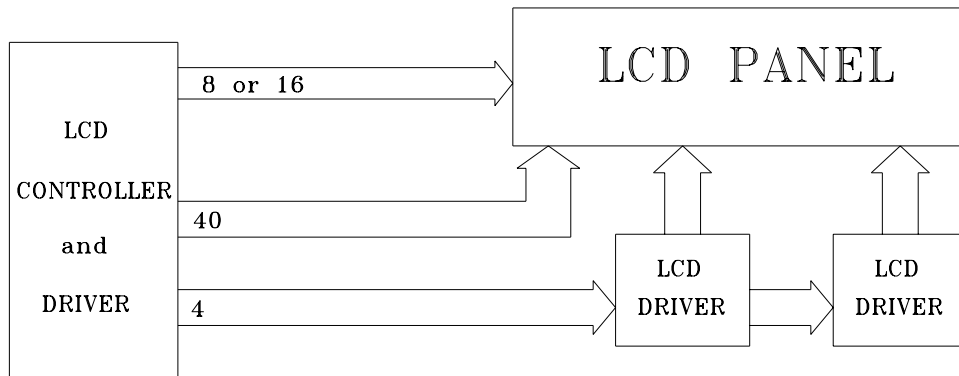 LCD PANEL
8 or 16
LCD
CONTROLLER
and
DRIVER
40
4
LCD
DRIVER
LCD
DRIVER